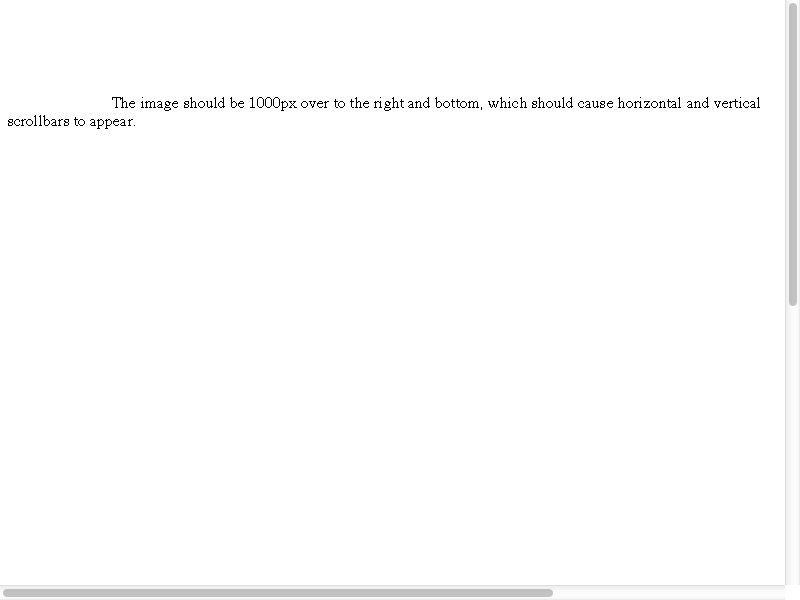 The image should be 1000px over to the right and bottom, which should cause horizontal and vertical
scrollbars to appear.